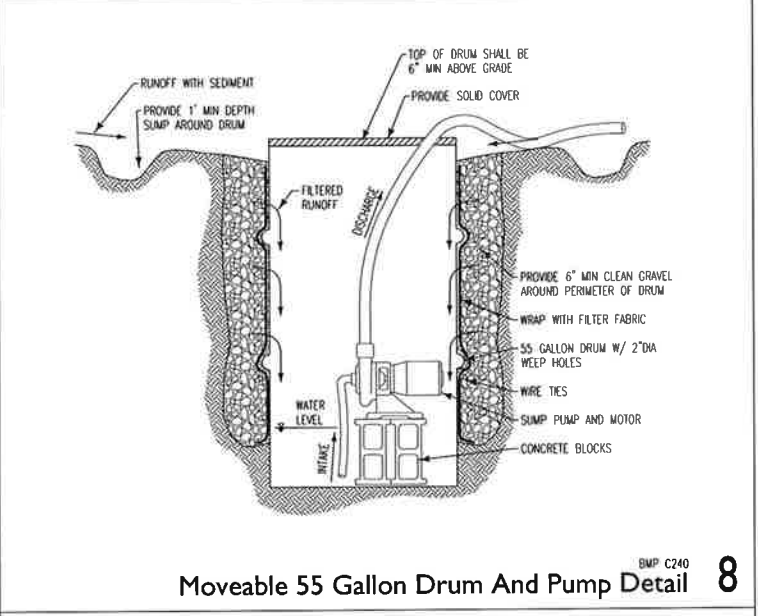 TOP OF DRUM SHALL BE
6" MIN ABOVE GRADE
RUNOFF WITH SEDIMENT
PROVIDE SOLID COVER
PROVIDE 1' MIN DEPTH
SUMP AROUND DRUM
FILTERED
RUNOFF
DISCHARGE
PROVIDE 6" MIN CLEAN GRAVEL
AROUND PERIMETER OF DRUM
WRAP WITH FILTER FABRIC
55 GALLON DRUM W/ 2"DIA
WEEP HOLES
WIRE TIES
WATER
LEVEL
SUMP PUMP AND MOTOR
INTAKE
CONCRETE BLOCKS
BMP C240
Moveable 55 Gallon Drum And Pump Detail 8